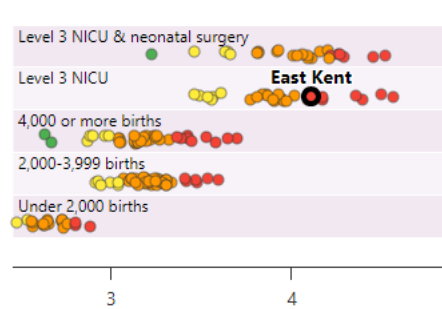 Level 3 NICU & neonatal surgery
Level 3 NICU
East Kent
4,000 or more births
2,000-3,999 births
Under 2,000 births
3 4